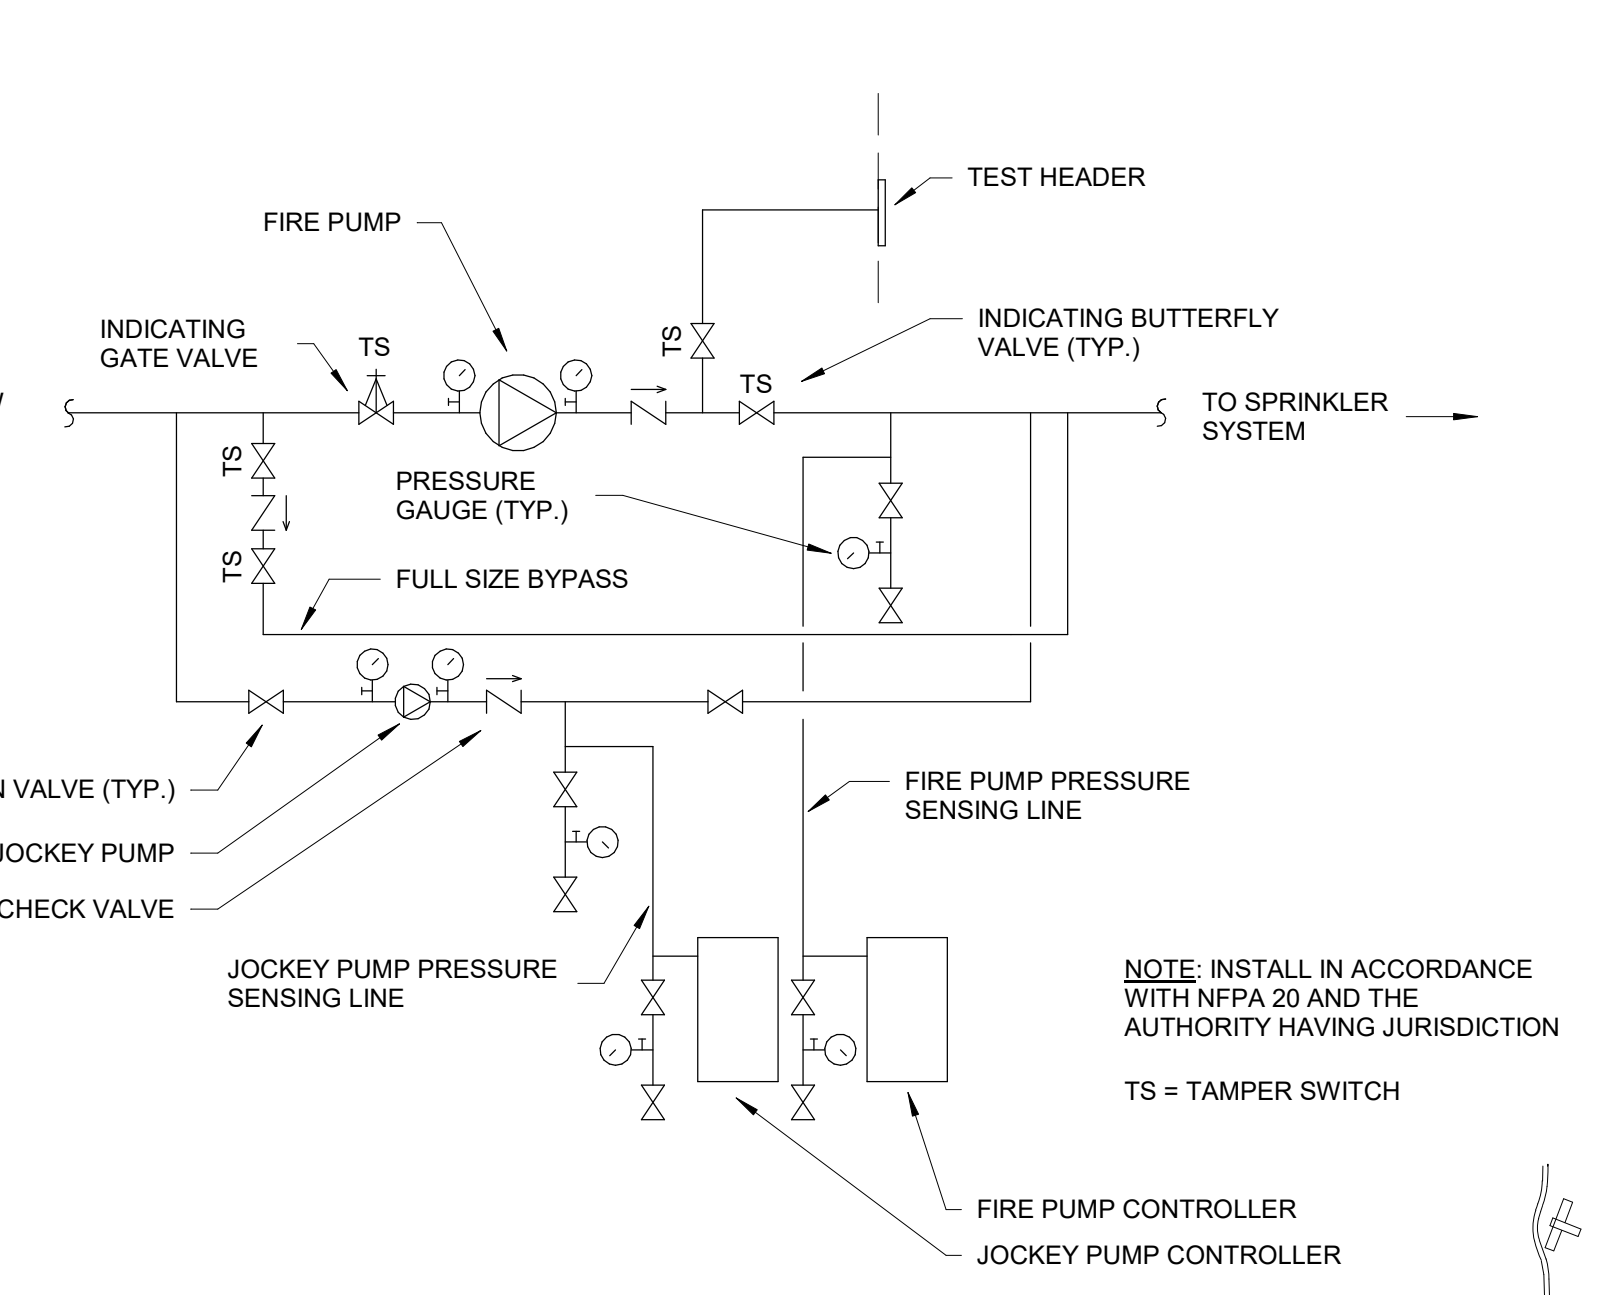 TEST HEADER
FIRE PUMP
INDICATING
GATE VALVE
TS
TS
INDICATING BUTTERFLY
VALVE (TYP.)
TS
TO SPRINKLER
SYSTEM
TS
PRESSURE
GAUGE (TYP.)
TS
FULL SIZE BYPASS
VALVE (TYP.)
JOCKEY PUMP
CHECK VALVE
FIRE PUMP PRESSURE
SENSING LINE
JOCKEY PUMP PRESSURE
SENSING LINE
NOTE: INSTALL IN ACCORDANCE
WITH NFPA 20 AND THE
AUTHORITY HAVING JURISDICTION
TS = TAMPER SWITCH
FIRE PUMP CONTROLLER
JOCKEY PUMP CONTROLLER